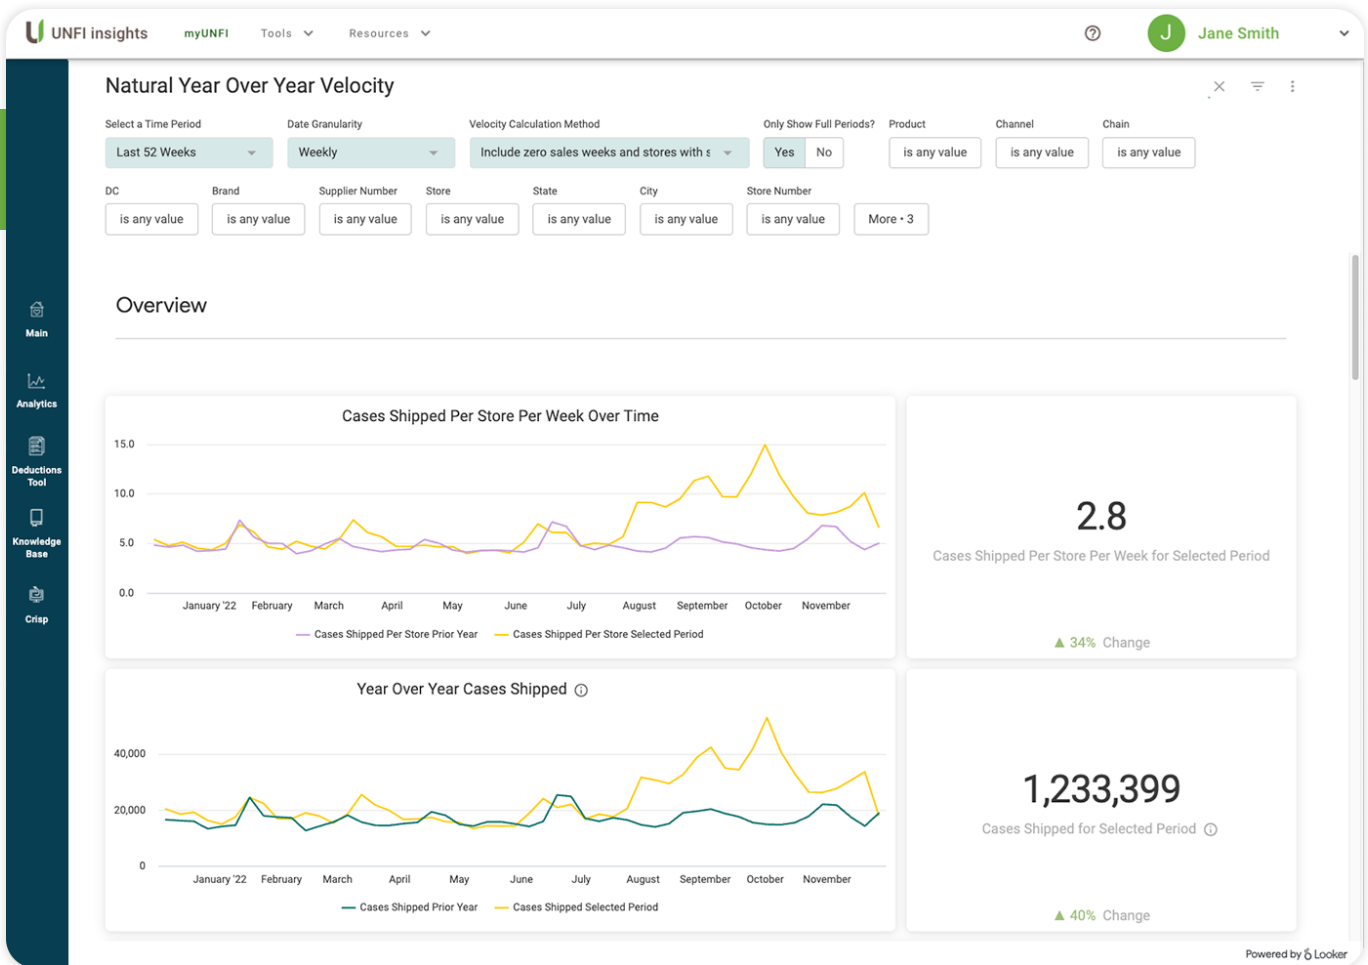 UNFI insights
myUNFI
Tools
Resources
J
Jane Smith
Natural Year Over Year Velocity
Select a Time Period
Date Granularity
Velocity Calculation Method
Only Show Full Periods?
Product
Channel
Chain
Last 52 Weeks
Weekly
Include zero sales weeks and stores with s
Yes
No
is any value
is any value
is any value
DC
Brand
Supplier Number
Store
State
City
Store Number
is any value
is any value
is any value
is any value
is any value
is any value
is any value
More • 3
Main
Analytics
Deductions
Tool
Knowledge
Base
Crisp
Overview
Cases Shipped Per Store Per Week Over Time
15.0
10.0
5.0
0.0
January '22 February March April May June July August September October November
Cases Shipped Per Store Prior Year Cases Shipped Per Store Selected Period
2.8
Cases Shipped Per Store Per Week for Selected Period
▲ 34% Change
Year Over Year Cases Shipped
40,000
20,000
0
January '22 February March April May June July August September October November
Cases Shipped Prior Year Cases Shipped Selected Period
1,233,399
Cases Shipped for Selected Period
▲ 40% Change
Powered by Looker